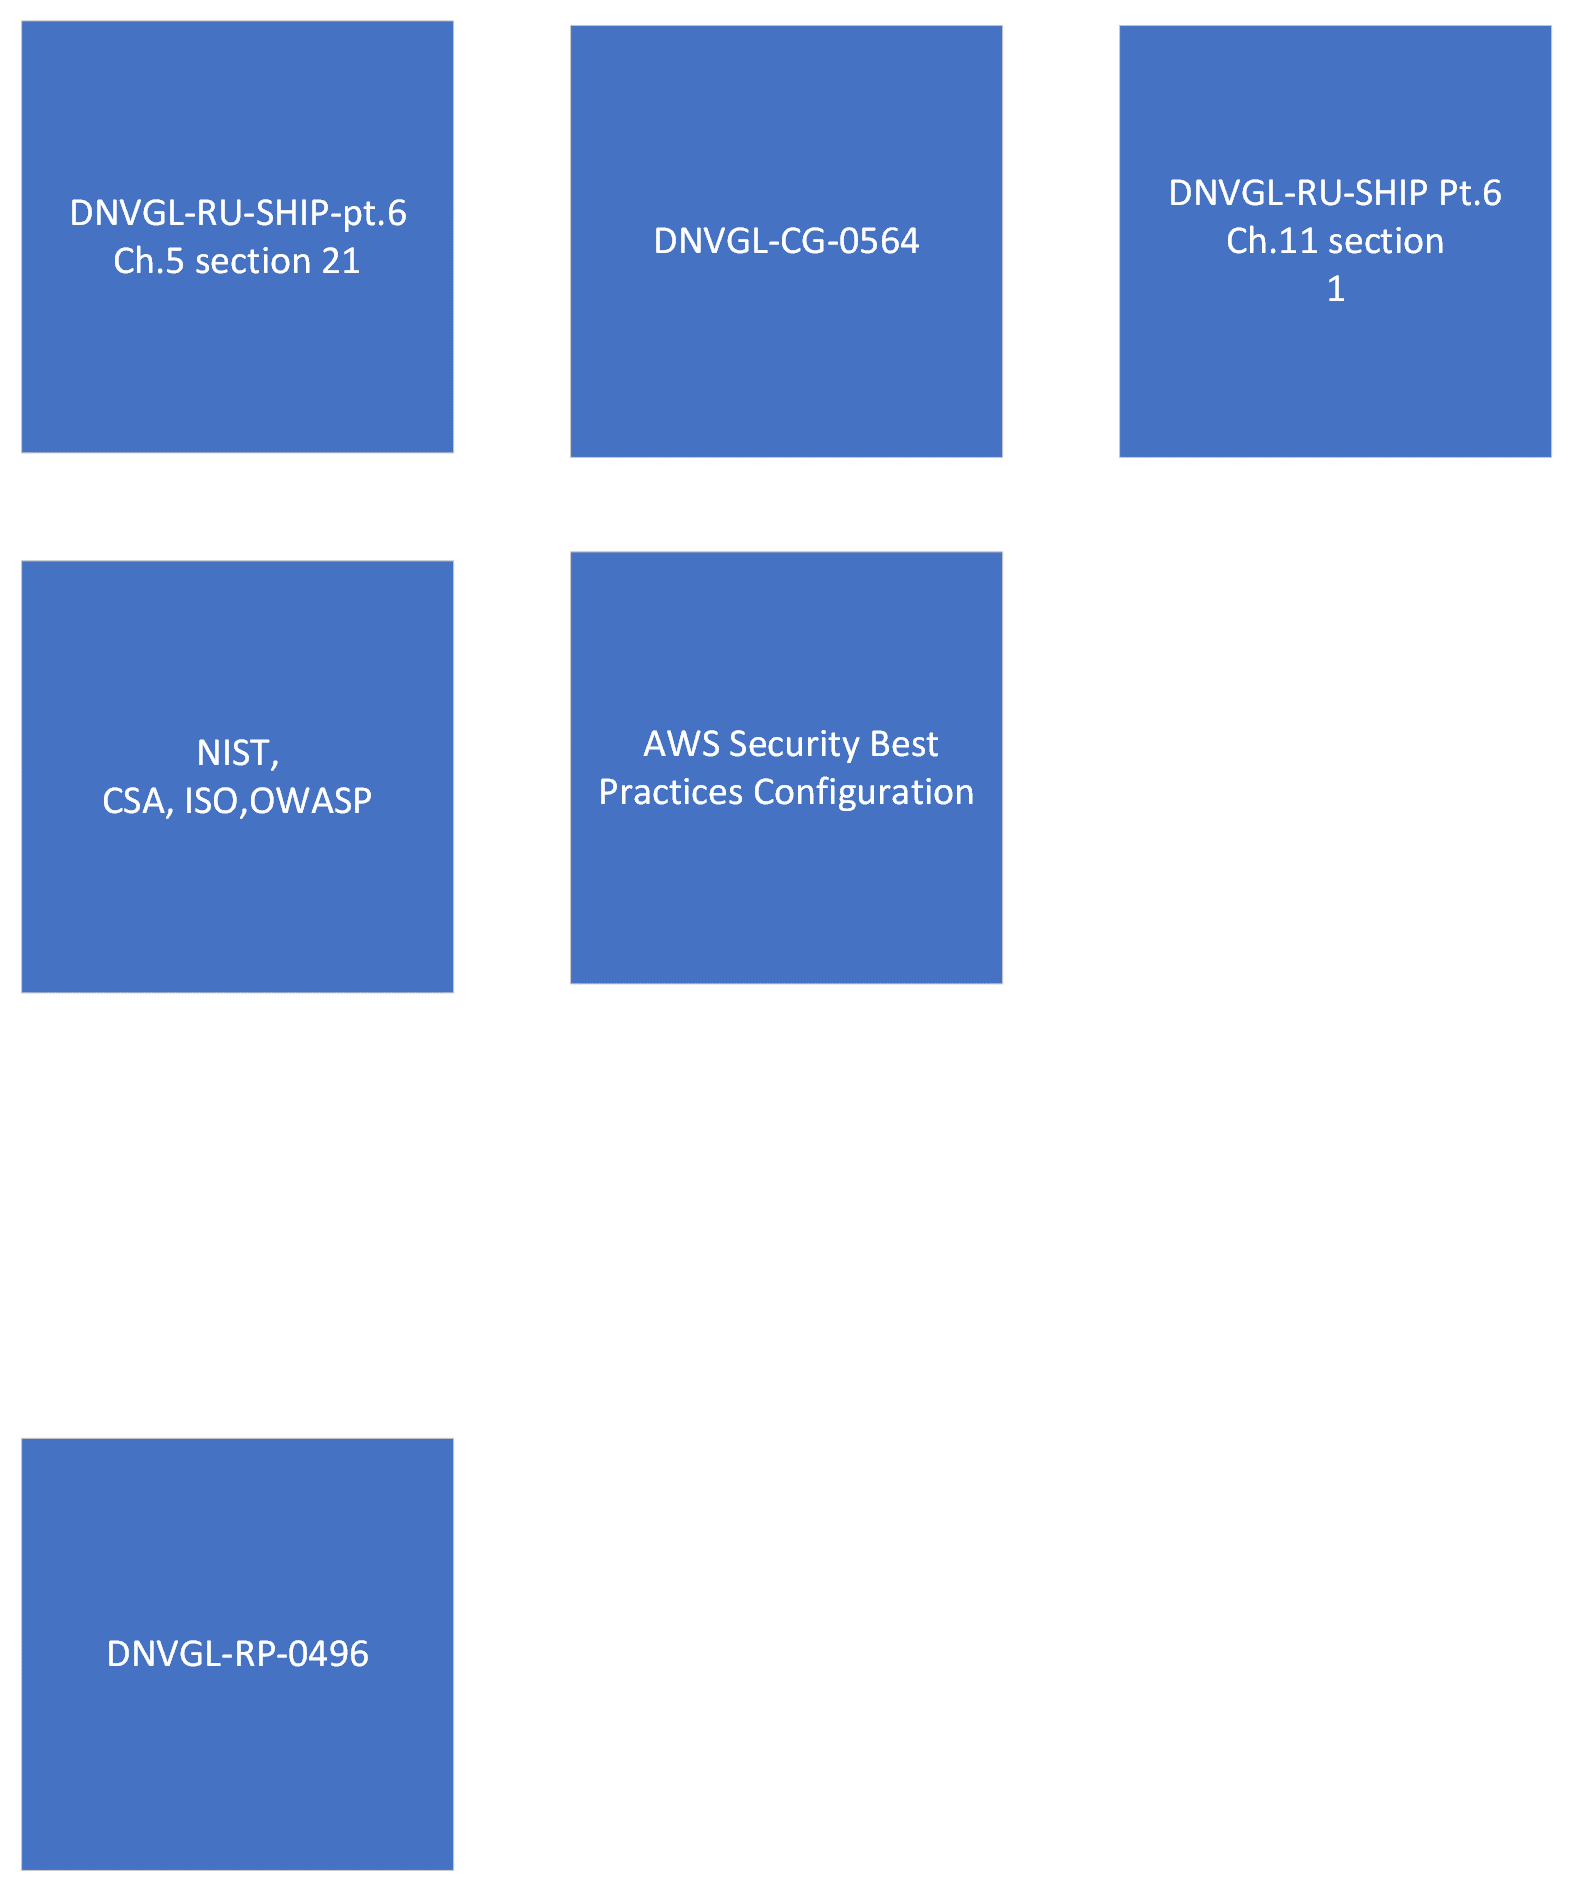 DNVGL-RU-SHIP-pt.6
Ch.5 section 21
DNVGL-CG-0564
DNVGL-RU-SHIP Pt.6
Ch.11 section
1
NIST,
CSA, ISO,OWASP
AWS Security Best
Practices Configuration
DNVGL-RP-0496